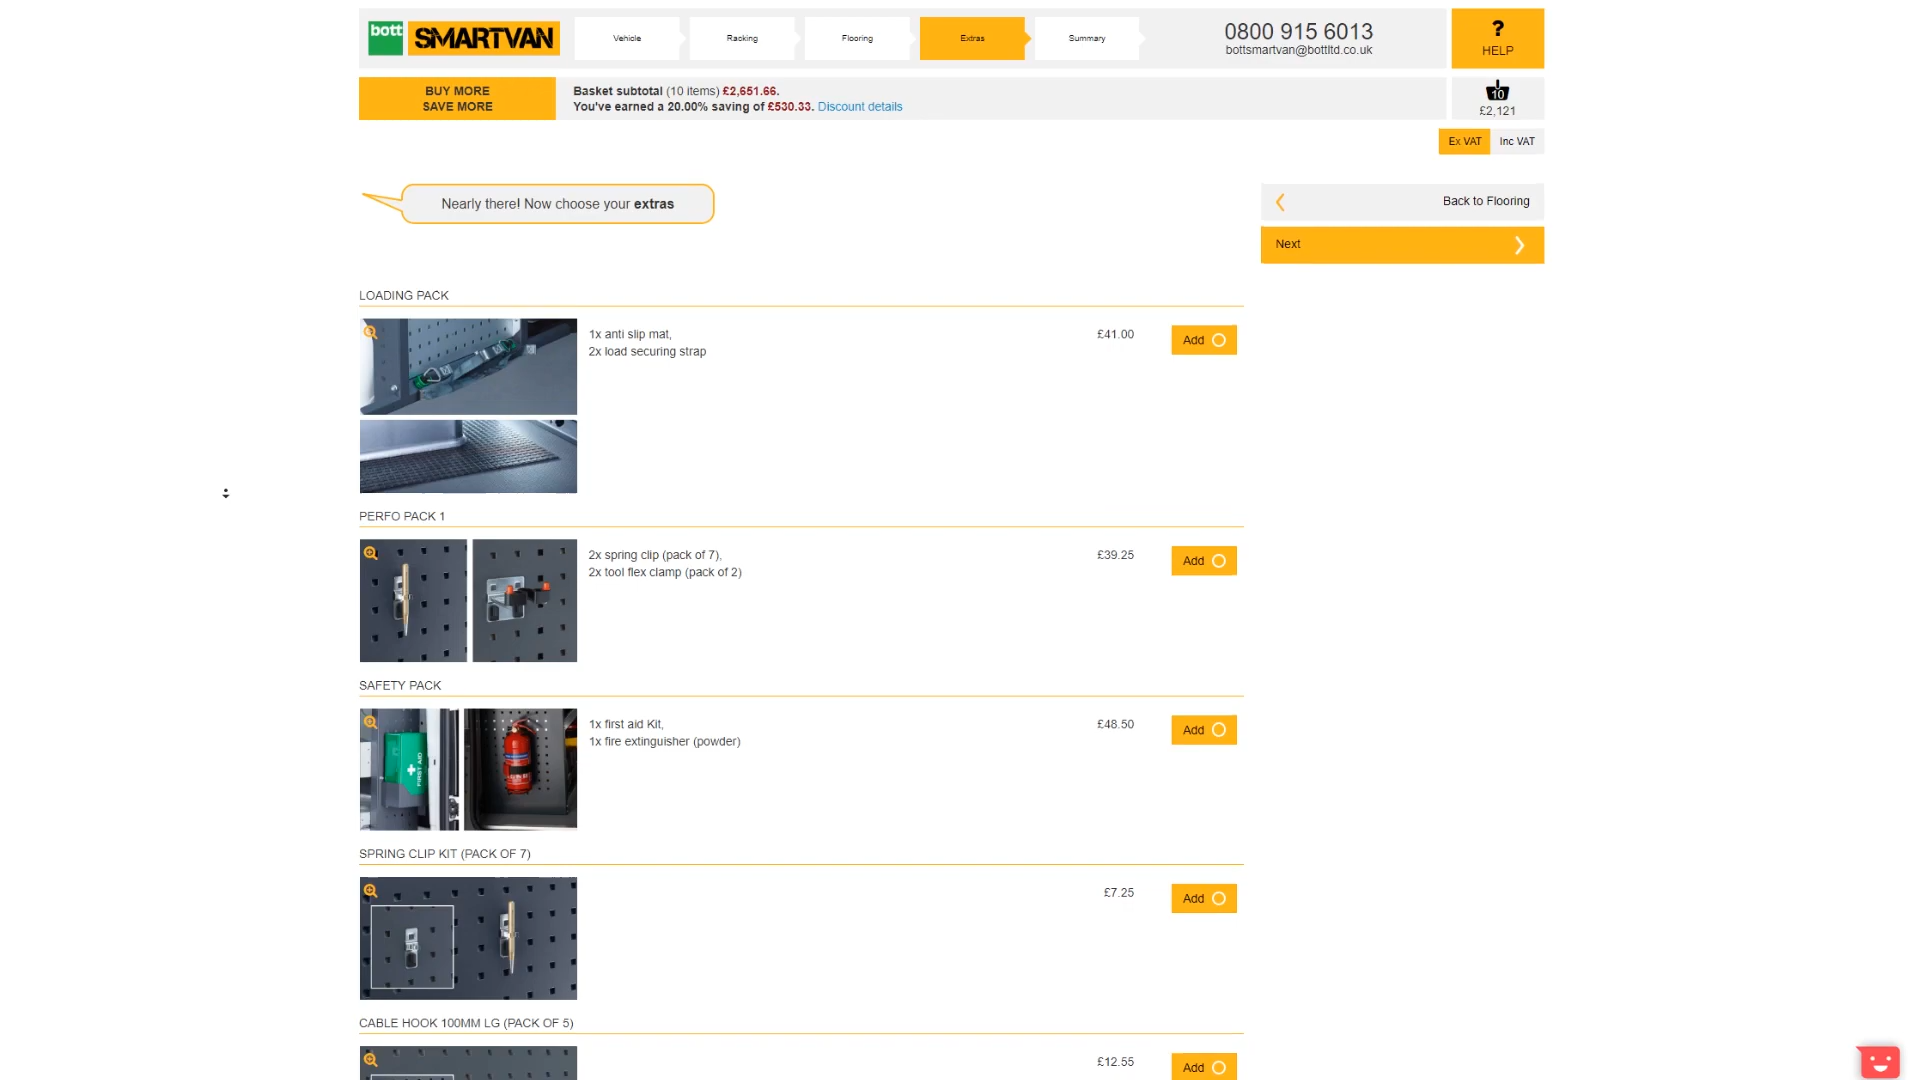 bott SMARTVAN
Vehicle
Racking
Flooring
Extras
Summary
0800 915 6013
bottsmartvan@bottltd.co.uk
?
HELP
BUY MORE
SAVE MORE
Basket subtotal (10 items) £2,651.66.
You've earned a 20.00% saving of £530.33. Discount details
10
£2,121
Ex VAT
Inc VAT
Nearly there! Now choose your extras
Back to Flooring
Next
LOADING PACK
1x anti slip mat,
2x load securing strap
£41.00
Add
PERFO PACK 1
2x spring clip (pack of 7),
2x tool flex clamp (pack of 2)
£39.25
Add
SAFETY PACK
FIRST AID
1x first aid Kit,
1x fire extinguisher (powder)
£48.50
Add
SPRING CLIP KIT (PACK OF 7)
£7.25
Add
CABLE HOOK 100MM LG (PACK OF 5)
£12.55
Add